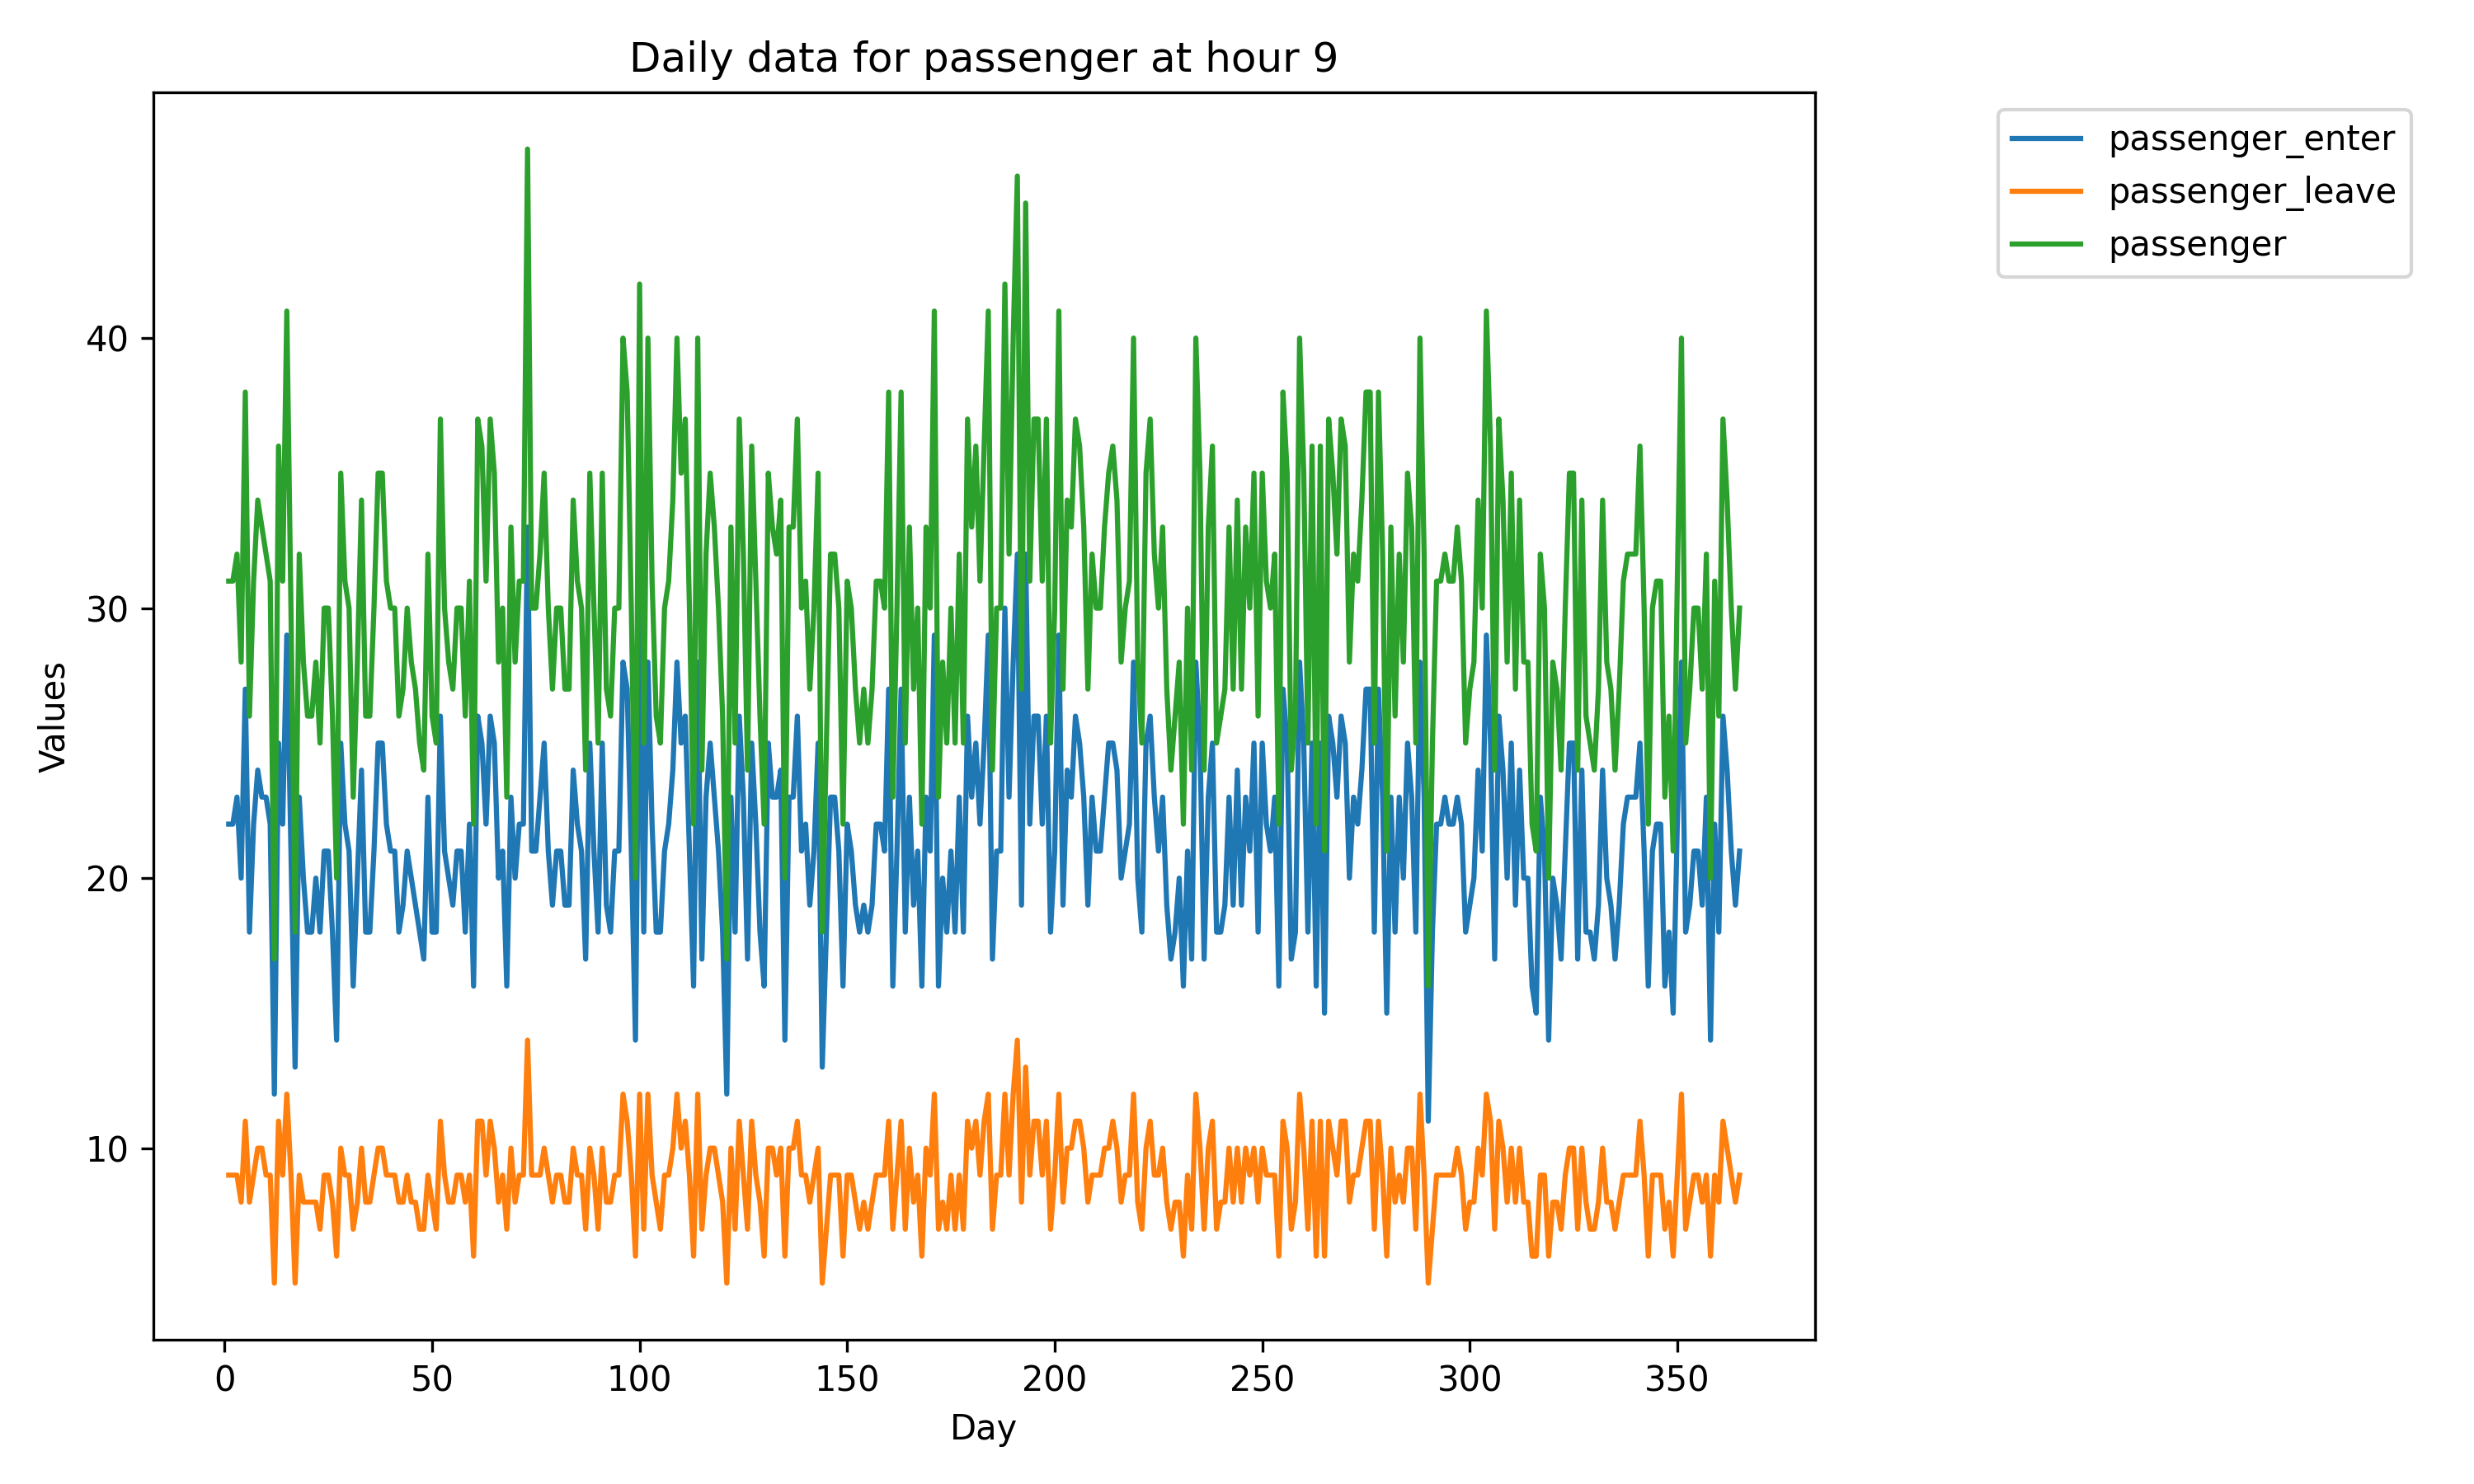 Daily data for passenger at hour 9
passenger_enter
passenger_leave
passenger
Values
40
30
20
10
0 50 100 150 200 250 300 350
Day